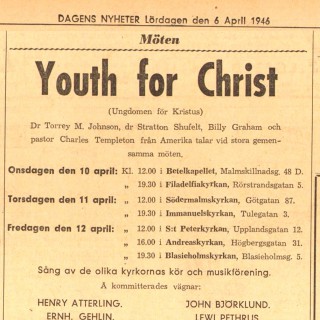 DAGENS NYHETER Lördagen den 6 April 1946
Möten
Youth for Christ
(Ungdomen för Kristus)
Dr Torrey M. Johnson, dr Stratton Shufelt, Billy Graham och
pastor Charles Templeton från Amerika talar vid stora gemen-
samma möten.
Onsdagen den 10 april: Kl. 12.00 i Betelkapellet, Malmskillnadsg. 48 D.
„ 19.30 i Filadelfiakyrkan, Rörstrandsgatan 5.
Torsdagen den 11 april: „ 12.00 i Södermalmskyrkan, Götgatan 87.
„ 19.30 i Immanuelskyrkan, Tulegatan 3.
Fredagen den 12 april: „ 12.00 i S:t Peterkyrkan, Upplandsgatan 12.
„ 16.00 i Andreaskyrkan, Högbergsgatan 31.
„ 19.30 i Blasieholmskyrkan, Blasieholmsg. 5.
Sång av de olika kyrkornas kör och musikförening.
Å kommitterades vägnar:
HENRY ATTERLING. JOHN BJÖRKLUND.
ERNH. GEHLIN. LEWI PETHRUS.